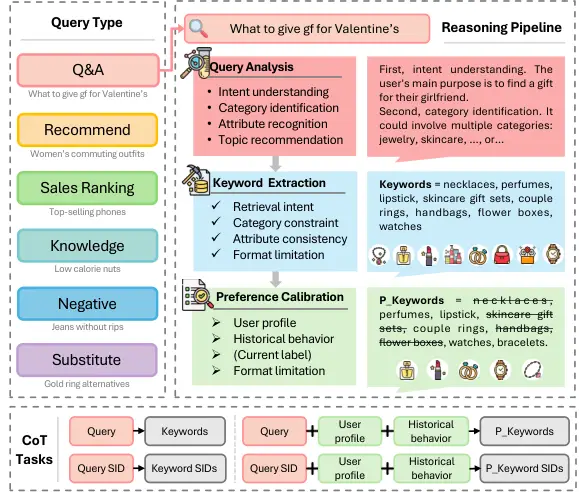 Query Type
Q&A
What to give gf for Valentine's
Recommend
Women's commuting outfits
Sales Ranking
Top-selling phones
Knowledge
Low calorie nuts
Negative
Jeans without rips
Substitute
Gold ring alternatives
What to give gf for Valentine's
Reasoning Pipeline
Query Analysis
• Intent understanding
• Category identification
• Attribute recognition
• Topic recommendation
First, intent understanding. The
user's main purpose is to find a gift
for their girlfriend.
Second, category identification. It
could involve multiple categories:
jewelry, skincare, ..., or...
Keyword Extraction
✓ Retrieval intent
✓ Category constraint
✓ Attribute consistency
✓ Format limitation
Keywords = necklaces, perfumes,
lipstick, skincare gift sets, couple
rings, handbags, flower boxes,
watches
Preference Calibration
➢ User profile
➢ Historical behavior
➢ (Current label)
➢ Format limitation
P_Keywords = necklaces,
perfumes, lipstick, skincare gift
sets, couple rings, handbags,
flower boxes, watches, bracelets.
CoT
Tasks
Query
Keywords
Query SID
Keyword SIDs
Query + User
profile + Historical
behavior P_Keywords
Query SID + User
profile + Historical
behavior P_Keyword SIDs